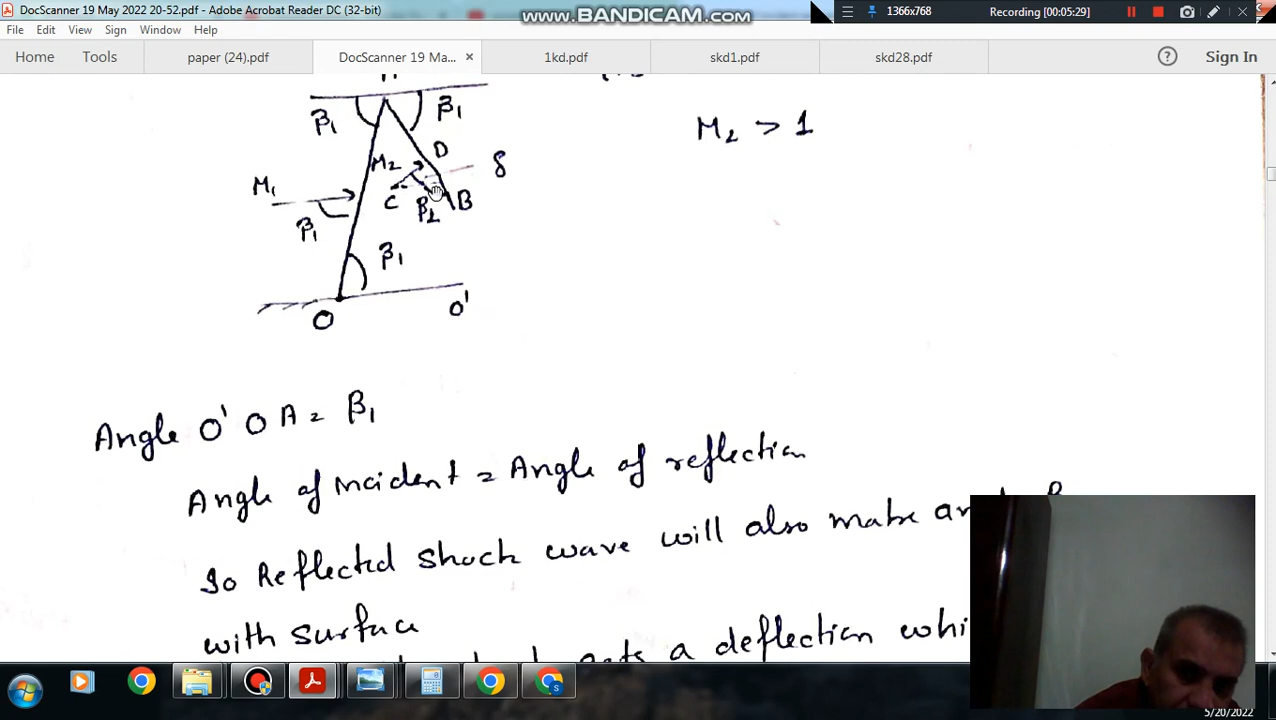 DocScanner 19 May 2022 20-52.pdf - Adobe Acrobat Reader DC (32-bit)
www.BANDICAM.com
1366x768
Recording [00:05:29]
File Edit View Sign Window Help
Home Tools paper (24).pdf DocScanner 19 Ma... × 1kd.pdf skd1.pdf skd28.pdf ? Sign In
β₁ β₁
M₂ > 1
M₂ D δ
M₁ C β₂ B
β₁
β₁
O O'
Angle O' O A = β₁
Angle of incident = Angle of reflection
So Reflected shock wave will also make
with surface
a deflection
5/20/2022